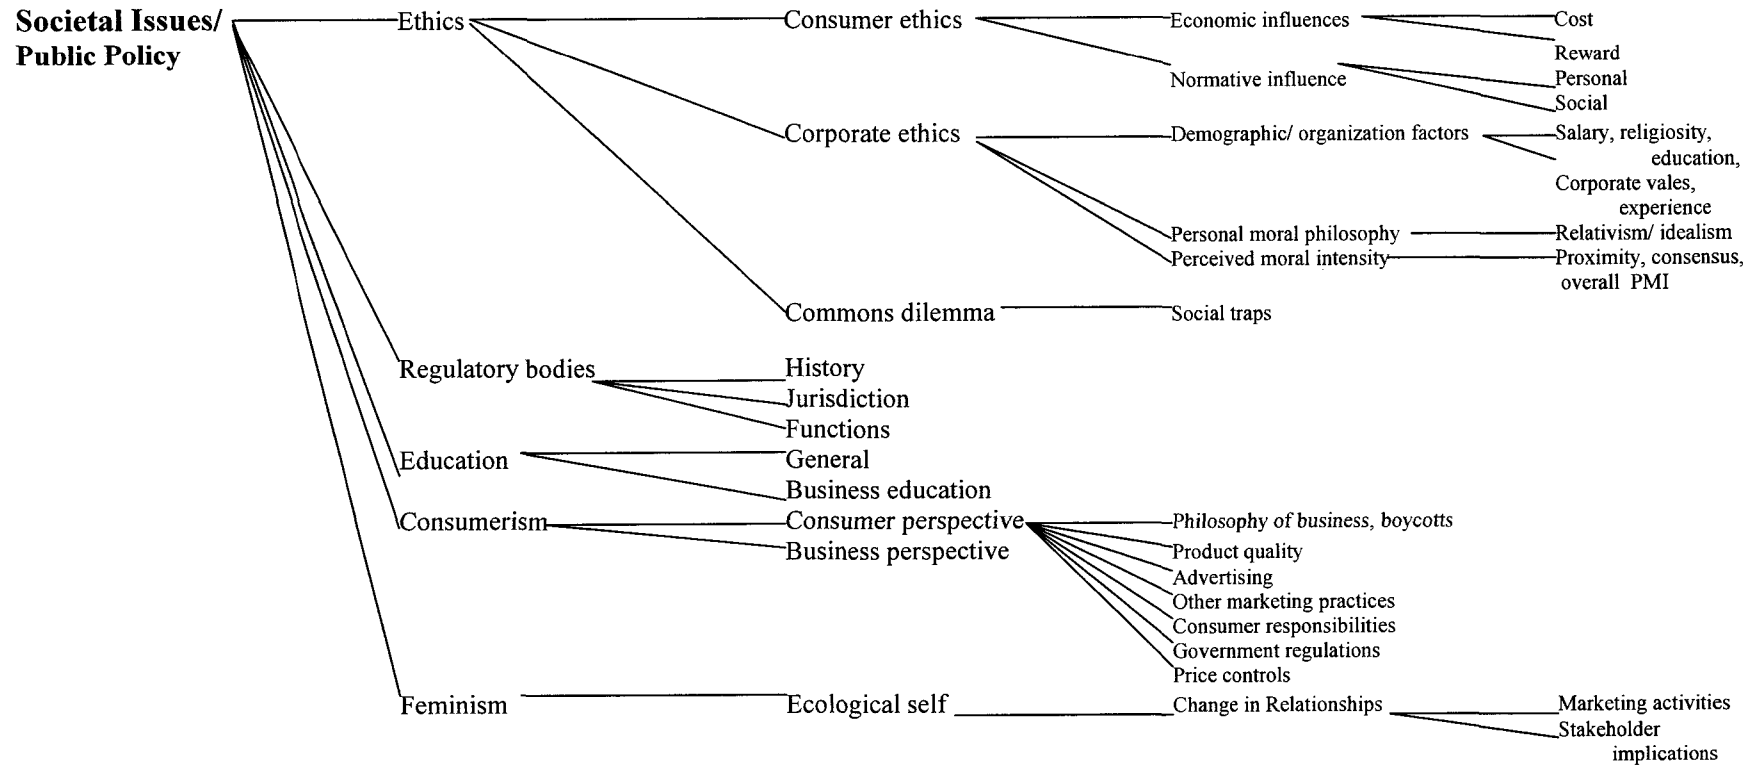 Societal Issues/
Public Policy
Ethics
Consumer ethics
Economic influences
Cost
Reward
Normative influence
Personal
Social
Corporate ethics
Demographic/ organization factors
Salary, religiosity,
education,
Corporate vales,
experience
Personal moral philosophy
Relativism/ idealism
Perceived moral intensity
Proximity, consensus,
overall PMI
Commons dilemma
Social traps
Regulatory bodies
History
Jurisdiction
Functions
Education
General
Business education
Consumerism
Consumer perspective
Philosophy of business, boycotts
Product quality
Advertising
Other marketing practices
Consumer responsibilities
Government regulations
Price controls
Business perspective
Feminism
Ecological self
Change in Relationships
Marketing activities
Stakeholder
implications